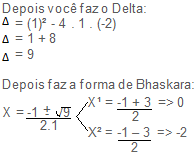 Depois você faz o Delta:
Δ = (1)² - 4 . 1 . (-2)
Δ = 1 + 8
Δ = 9
Depois faz a forma de Bhaskara:
X = -1 ± √9 / 2.1
X¹ = -1 + 3 / 2 => 0
X² = -1 – 3 / 2 => -2